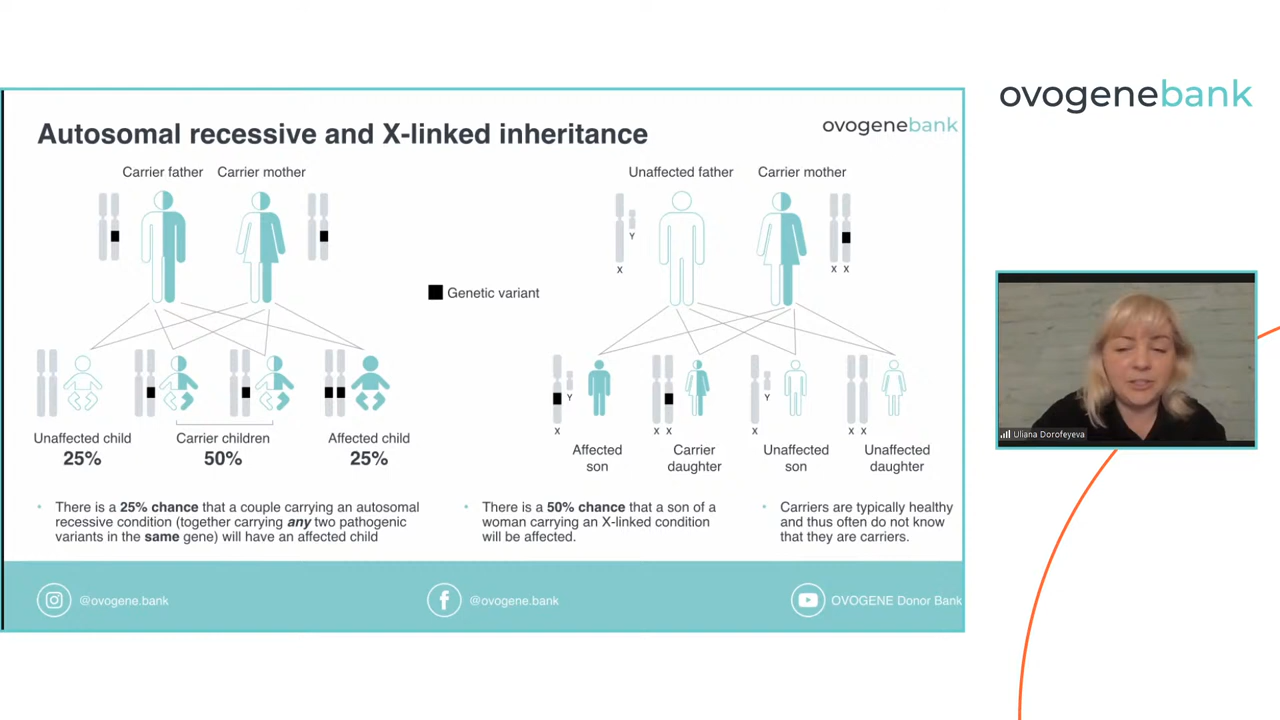 ovogenebank
Autosomal recessive and X-linked inheritance
ovogenebank
Carrier father
Carrier mother
Unaffected father
Carrier mother
Y
X
X X
Genetic variant
Y
X
X X
Y
X
X X
Unaffected child
25%
Carrier children
50%
Affected child
25%
Affected
son
Carrier
daughter
Unaffected
son
Unaffected
daughter
• There is a 25% chance that a couple carrying an autosomal
recessive condition (together carrying any two pathogenic
variants in the same gene) will have an affected child
• There is a 50% chance that a son of a
woman carrying an X-linked condition
will be affected.
• Carriers are typically healthy
and thus often do not know
that they are carriers.
@ovogene.bank
@ovogene.bank
OVOGENE Donor Bank
Uliana Dorofeyeva